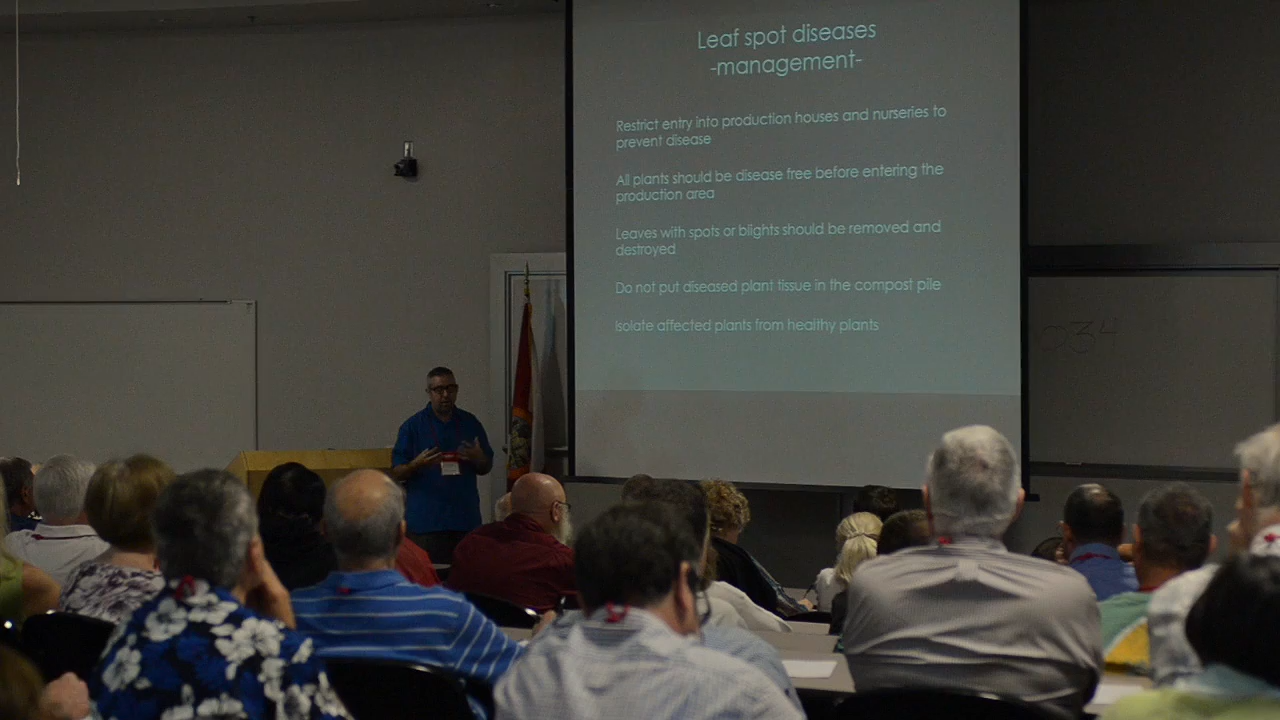 Leaf spot diseases
-management-
Restrict entry into production houses and nurseries to
prevent disease
All plants should be disease free before entering the
production area
Leaves with spots or blights should be removed and
destroyed
Do not put diseased plant tissue in the compost pile
Isolate affected plants from healthy plants